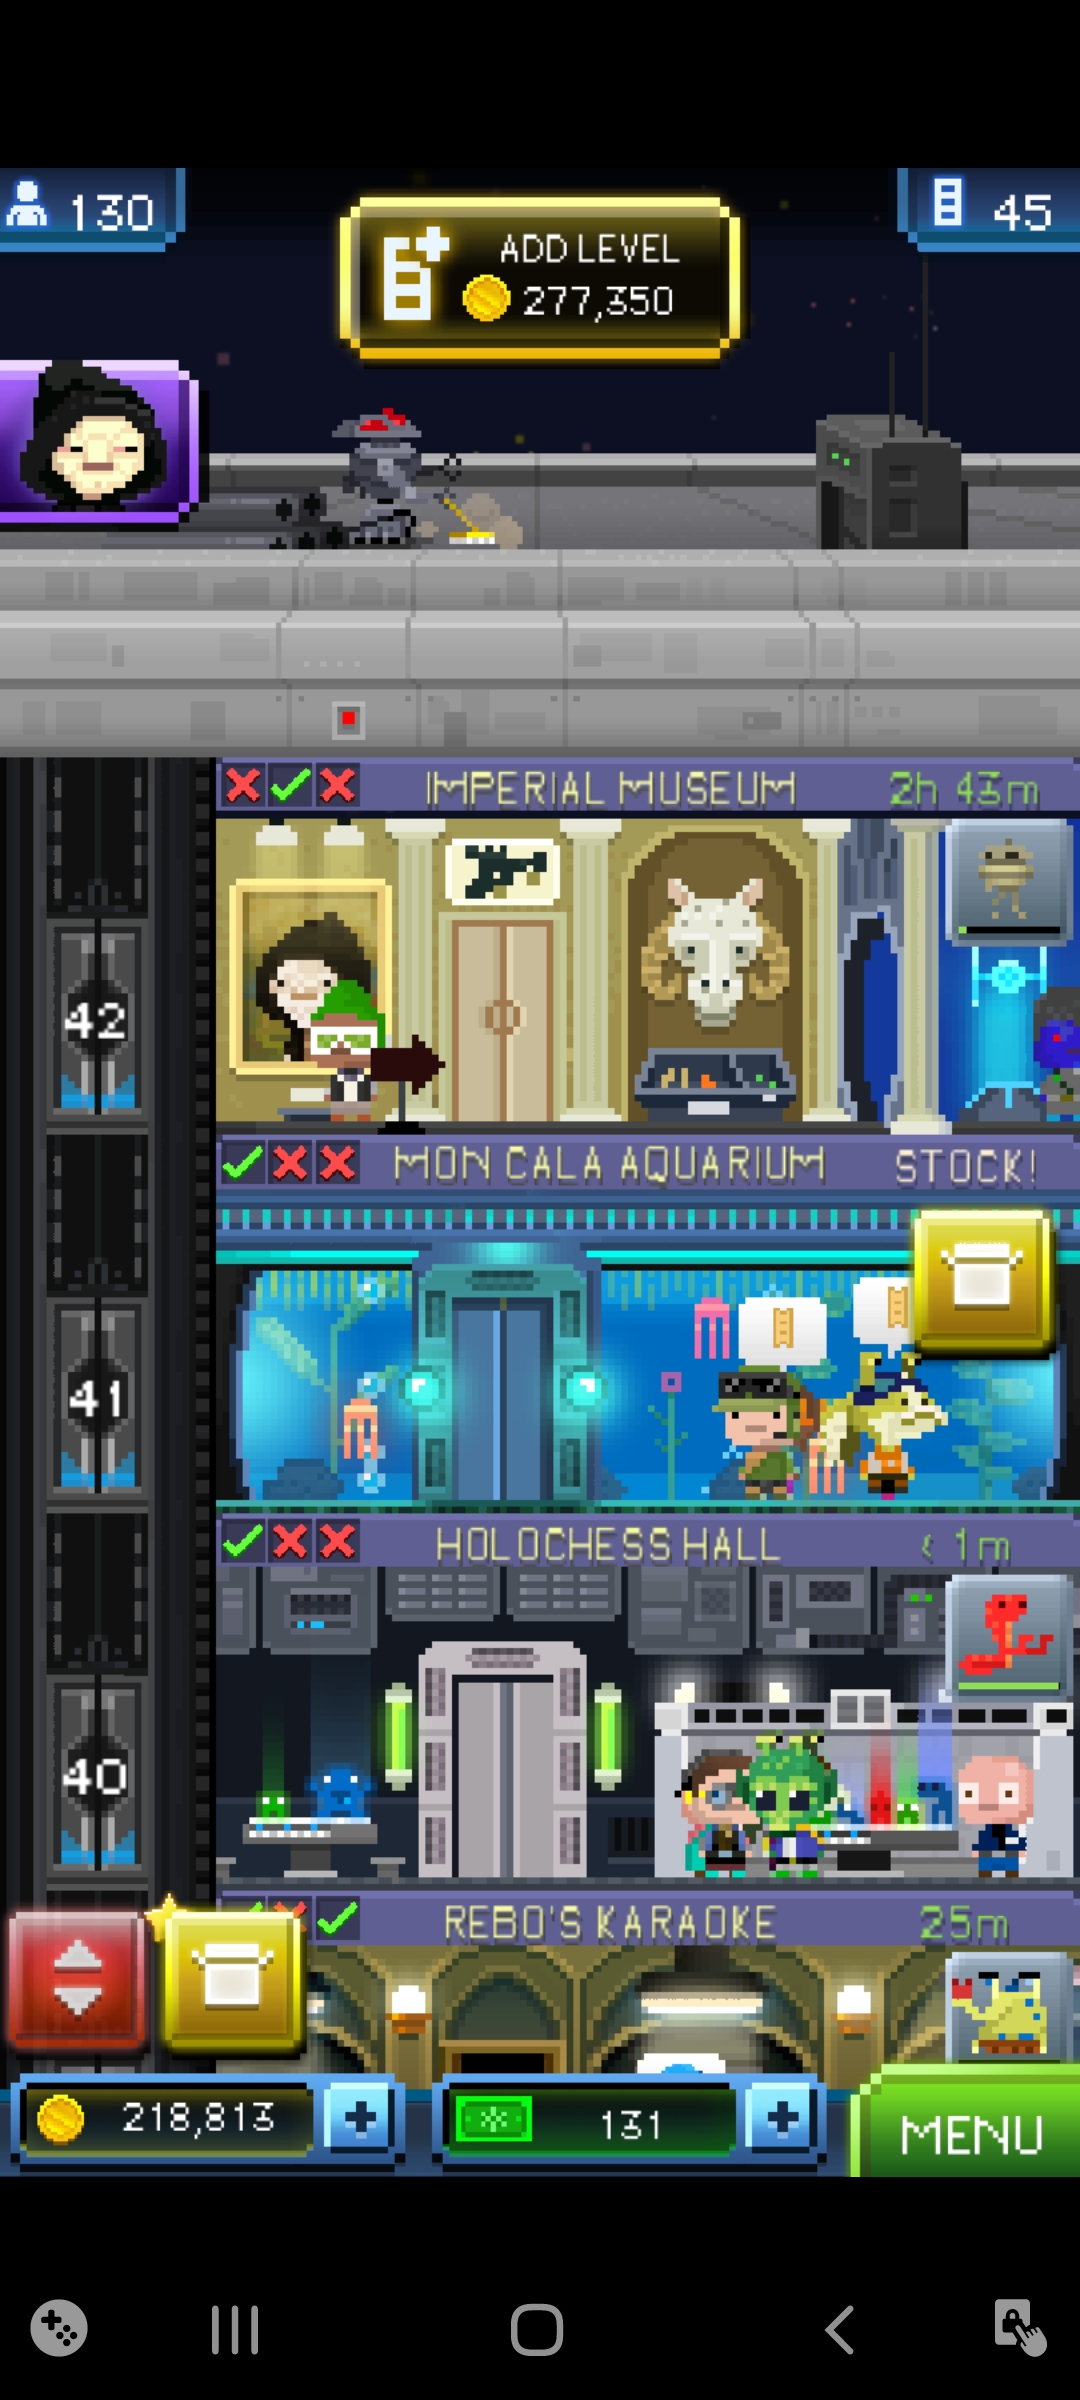 130
ADD LEVEL
277,350
45
IMPERIAL MUSEUM
2h 43m
42
MON CALA AQUARIUM
STOCK!
41
HOLOCHESS HALL
< 1m
40
REBO'S KARAOKE
25m
218,813
131
MENU